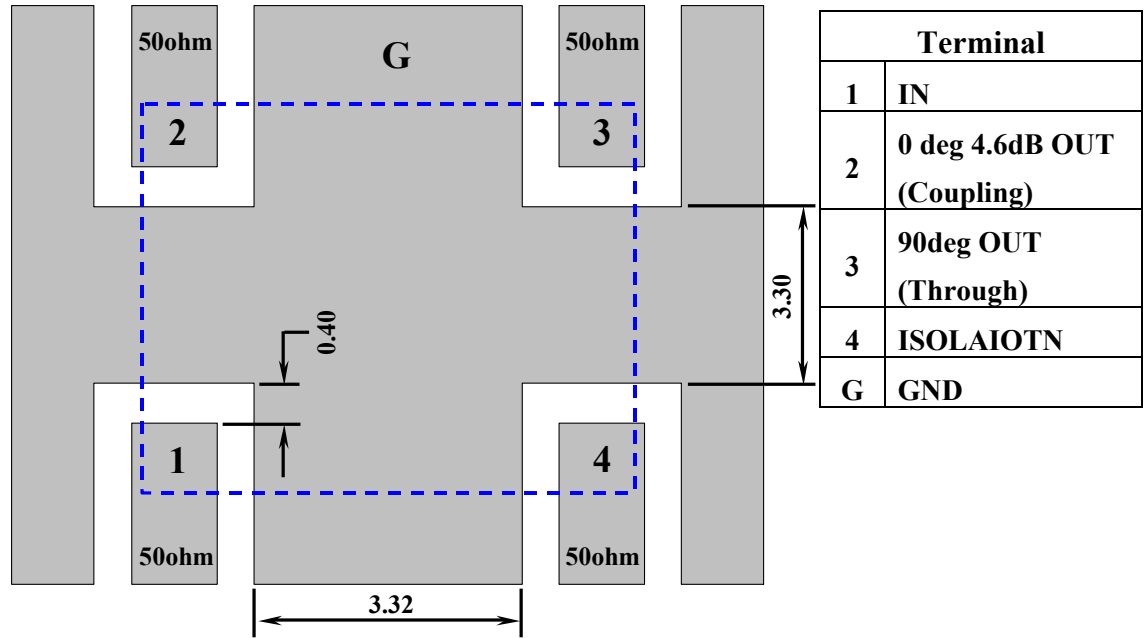 50ohm
G
50ohm
2
3
0.40
3.30
1
4
50ohm
50ohm
3.32
Terminal
1 IN
2 0 deg 4.6dB OUT
(Coupling)
3 90deg OUT
(Through)
4 ISOLAIOTN
G GND